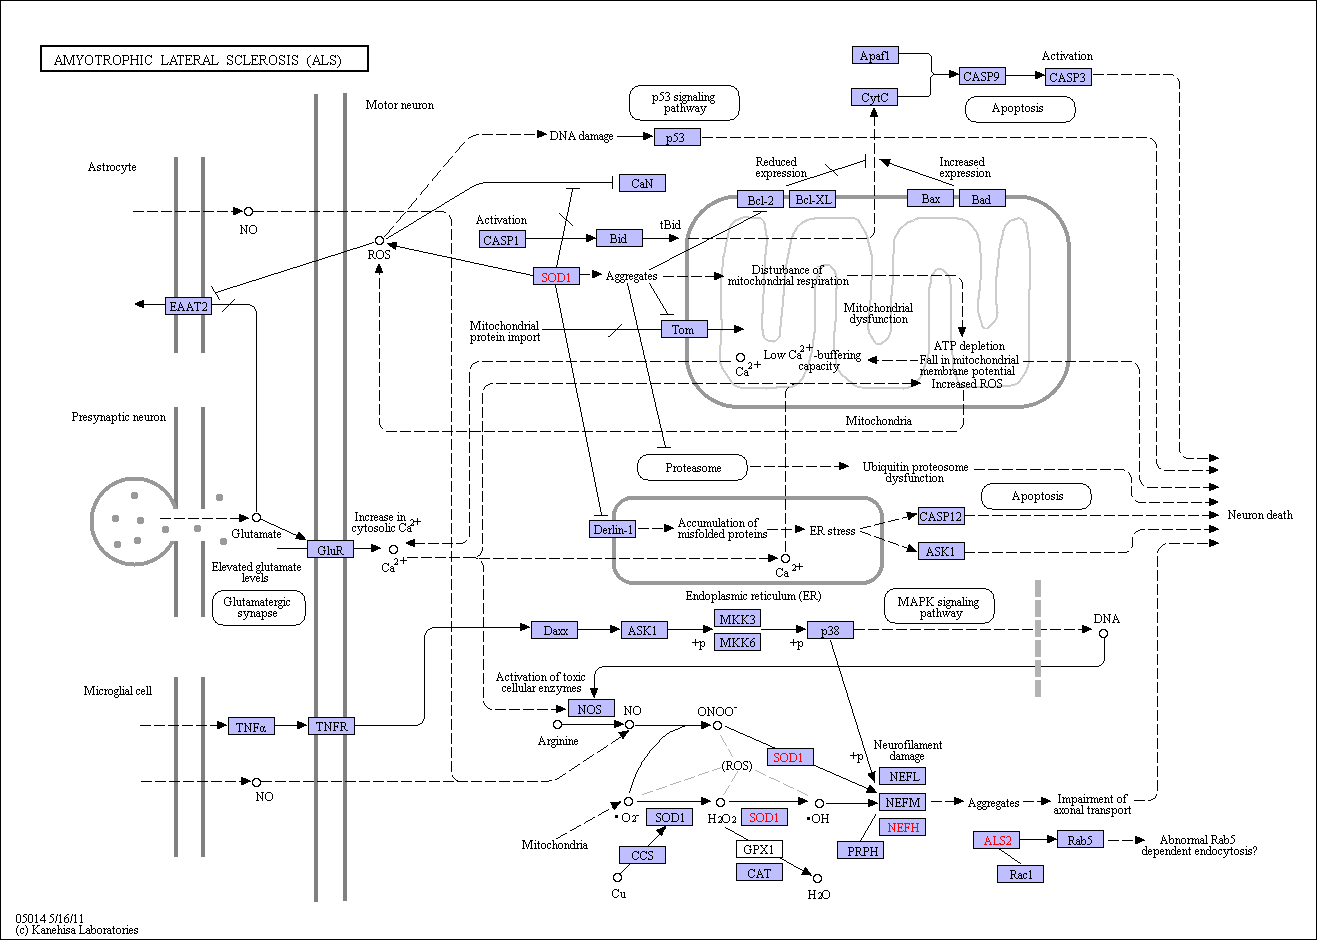 AMYOTROPHIC LATERAL SCLEROSIS (ALS)
Apaf1
CytC
CASP9
Activation
CASP3
Apoptosis
Motor neuron
p53 signaling
pathway
DNA damage
p53
Astrocyte
NO
ROS
CaN
Reduced
expression
Increased
expression
Bcl-2
Bcl-XL
Bax
Bad
Activation
CASP1
Bid
tBid
SOD1
Aggregates
Disturbance of
mitochondrial respiration
EAAT2
Mitochondrial
protein import
Tom
Mitochondrial
dysfunction
ATP depletion
Fall in mitochondrial
membrane potential
Increased ROS
Ca2+
Low Ca2+-buffering
capacity
Mitochondria
Presynaptic neuron
Proteasome
Ubiquitin proteosome
dysfunction
Apoptosis
Glutamate
Increase in
cytosolic Ca2+
Ca2+
GluR
Elevated glutamate
levels
Glutamatergic
synapse
Derlin-1
Accumulation of
misfolded proteins
ER stress
CASP12
ASK1
Neuron death
Ca2+
Endoplasmic reticulum (ER)
MAPK signaling
pathway
Daxx
ASK1
MKK3
MKK6
+p
+p
p38
DNA
Microglial cell
TNFα
TNFR
NO
Activation of toxic
cellular enzymes
NOS
NO
Arginine
ONOO-
(ROS)
SOD1
+p
Neurofilament
damage
NEFL
NEFM
NEFH
PRPH
Aggregates
Impairment of
axonal transport
•O2-
SOD1
H2O2
SOD1
•OH
Mitochondria
CCS
Cu
GPX1
CAT
H2O
ALS2
Rab5
Rac1
Abnormal Rab5
dependent endocytosis?
05014 5/16/11
(c) Kanehisa Laboratories